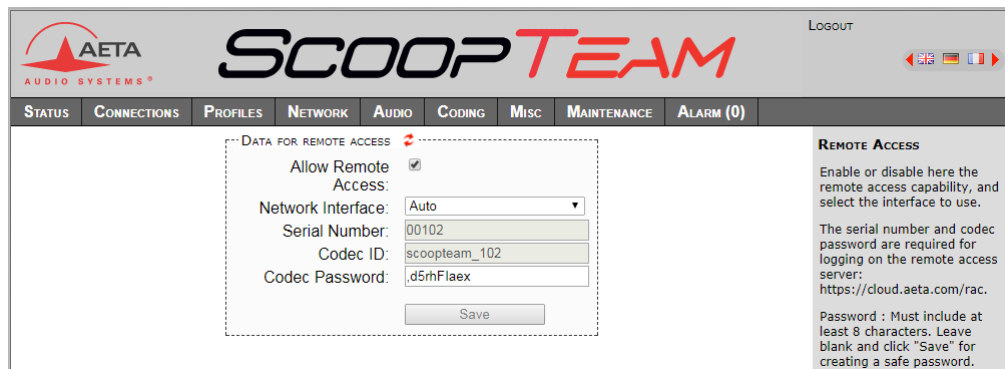 AETA
AUDIO SYSTEMS ®
SCOOPTEAM
LOGOUT
STATUS CONNECTIONS PROFILES NETWORK AUDIO CODING MISC MAINTENANCE ALARM (0)
DATA FOR REMOTE ACCESS
Allow Remote
Access:
Network Interface: Auto
Serial Number: 00102
Codec ID: scoopteam_102
Codec Password: ,d5rhFlaex
Save
REMOTE ACCESS
Enable or disable here the
remote access capability, and
select the interface to use.
The serial number and codec
password are required for
logging on the remote access
server:
https://cloud.aeta.com/rac.
Password : Must include at
least 8 characters. Leave
blank and click "Save" for
creating a safe password.